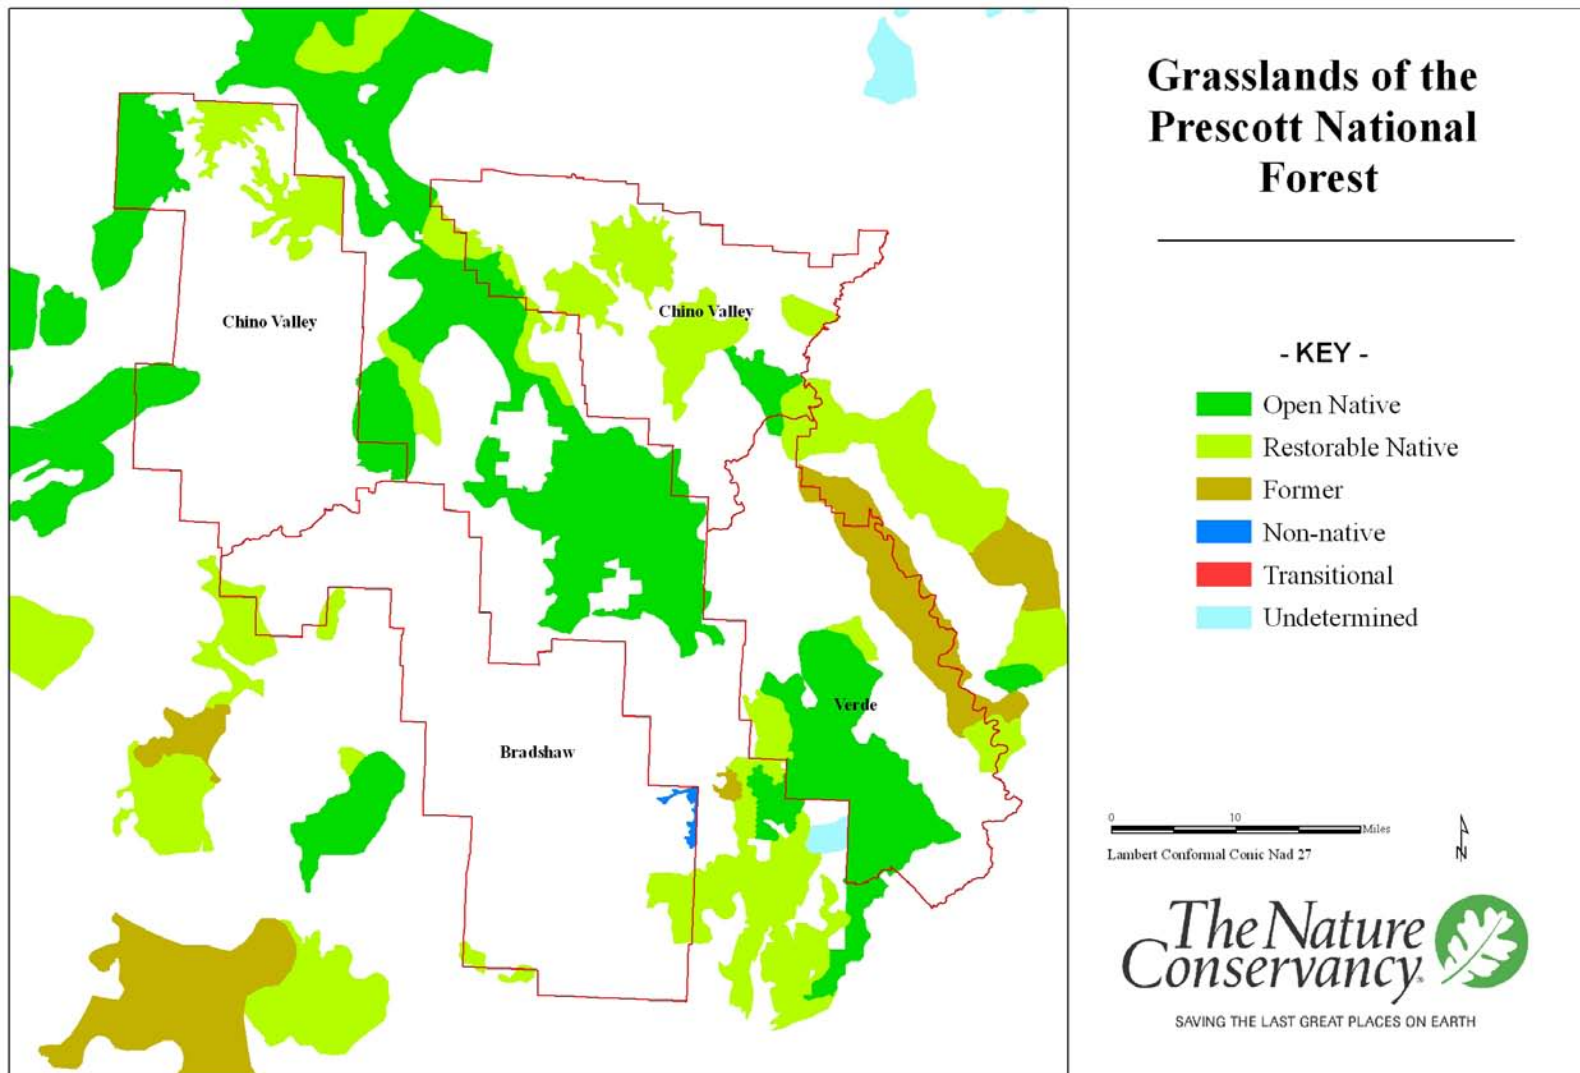 Grasslands of the
Prescott National
Forest
Chino Valley
Chino Valley
Verde
Bradshaw
- KEY -
Open Native
Restorable Native
Former
Non-native
Transitional
Undetermined
0 10 Miles
Lambert Conformal Conic Nad 27
N
The Nature
Conservancy
SAVING THE LAST GREAT PLACES ON EARTH